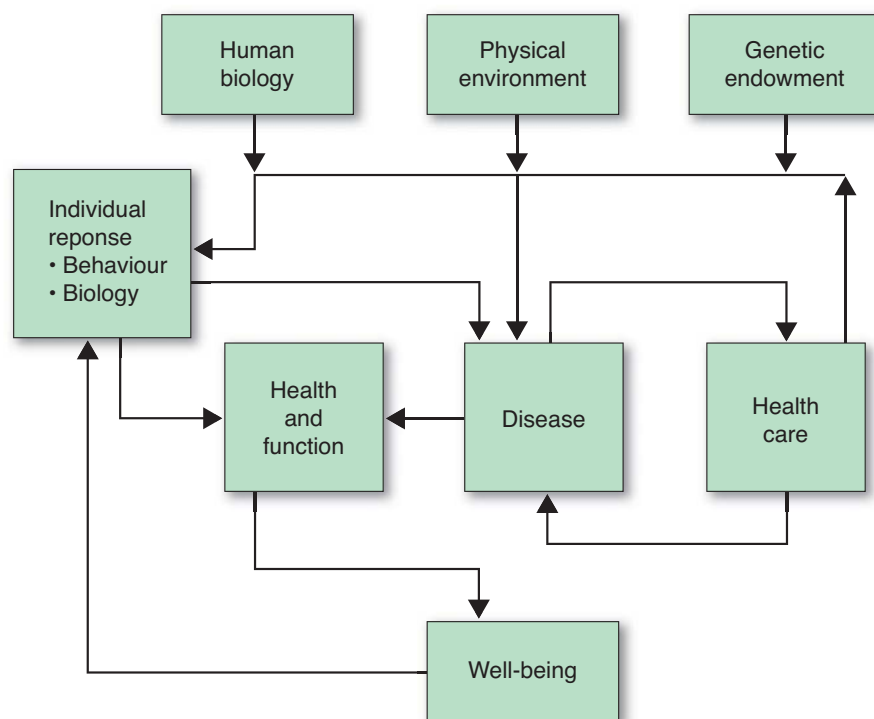 Human
biology
Physical
environment
Genetic
endowment
Individual
reponse
• Behaviour
• Biology
Health
and
function
Disease
Health
care
Well-being